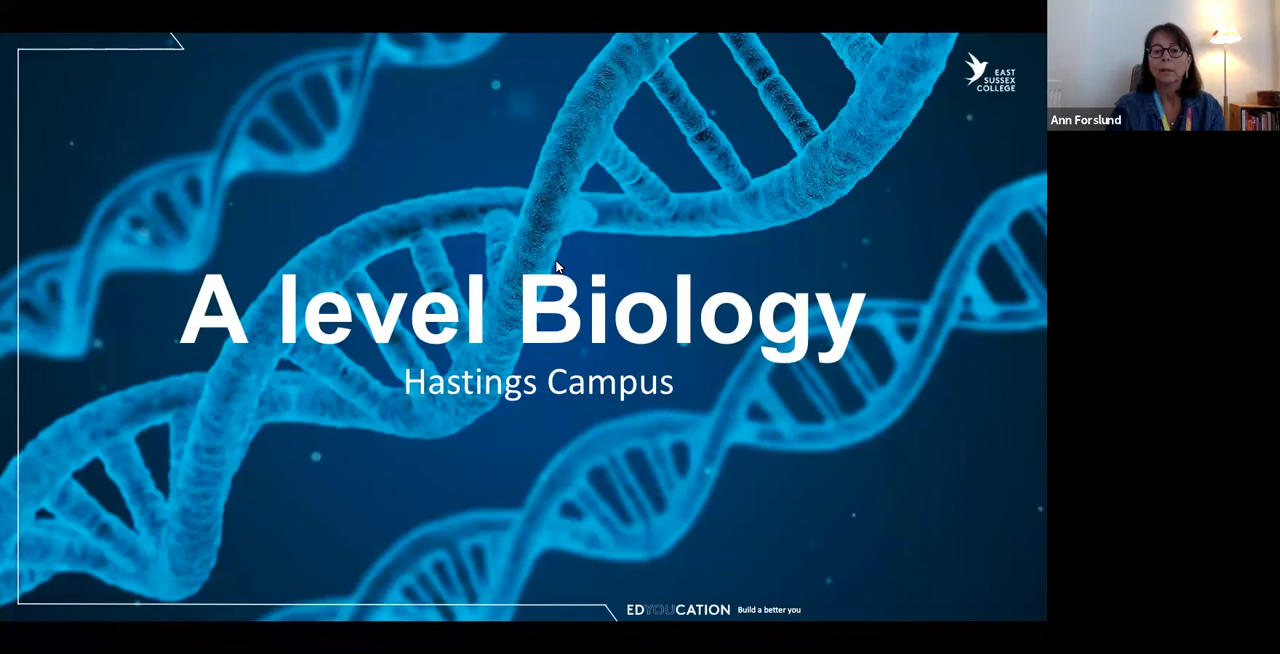 EAST
SUSSEX
COLLEGE
Ann Forslund
A level Biology
Hastings Campus
EDYOUCATION Build a better you